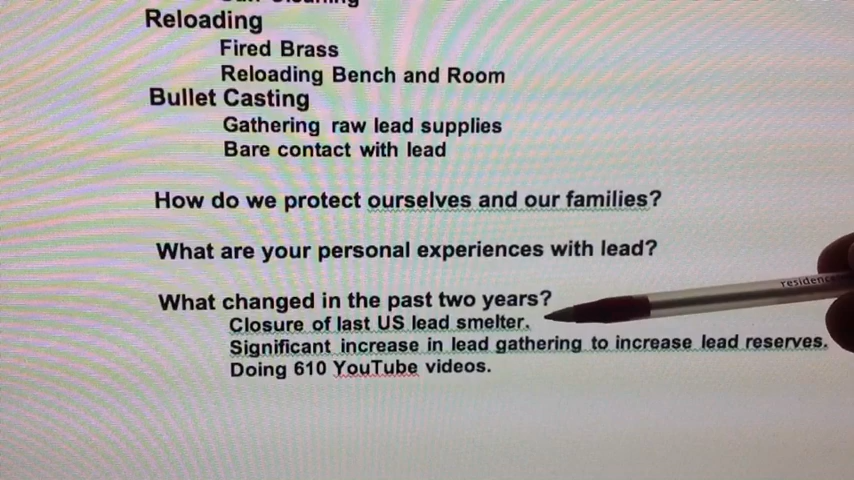 Gun Cleaning
Reloading
Fired Brass
Reloading Bench and Room
Bullet Casting
Gathering raw lead supplies
Bare contact with lead
How do we protect ourselves and our families?
What are your personal experiences with lead?
What changed in the past two years?
Closure of last US lead smelter.
Significant increase in lead gathering to increase lead reserves.
Doing 610 YouTube videos.
residenc